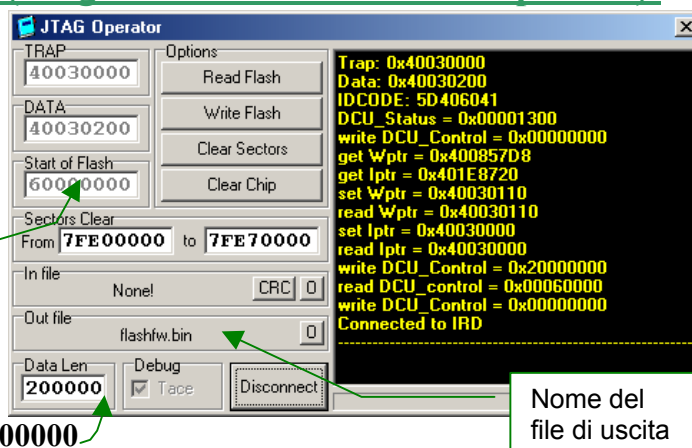 JTAG Operator
TRAP
40030000
DATA
40030200
Start of Flash
60000000
Options
Read Flash
Write Flash
Clear Sectors
Clear Chip
Sectors Clear
From 7FE00000 to 7FE70000
In file
None!
CRC
O
Out file
flashfw.bin
O
Data Len
200000
Debug
Tace
Disconnect
Trap: 0x40030000
Data: 0x40030200
IDCODE: 5D406041
DCU_Status = 0x00001300
write DCU_Control = 0x00000000
get Wptr = 0x400857D8
get Iptr = 0x401E8720
set Wptr = 0x40030110
read Wptr = 0x40030110
set Iptr = 0x40030000
read Iptr = 0x40030000
write DCU_Control = 0x20000000
read DCU_control = 0x00060000
write DCU_Control = 0x00000000
Connected to IRD
Nome del
file di uscita
00000